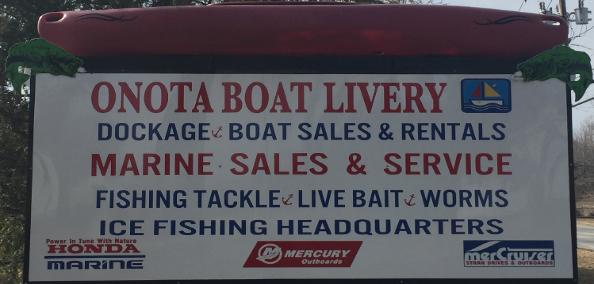 ONOTA BOAT LIVERY
DOCKAGE BOAT SALES & RENTALS
MARINE SALES & SERVICE
FISHING TACKLE LIVE BAIT WORMS
ICE FISHING HEADQUARTERS
Power in Tune With Nature
HONDA
MARINE
MERCURY
Outboards
MerCruiser
STERN DRIVES & INBOARDS